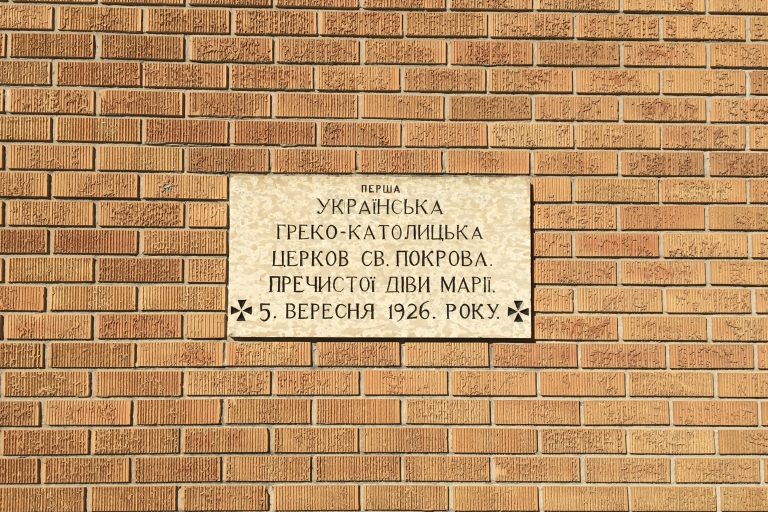 ПЕРША
УКРАЇНСЬКА
ГРЕКО-КАТОЛИЦЬКА
ЦЕРКОВ СВ. ПОКРОВА.
ПРЕЧИСТОЇ ДІВИ МАРІЇ.
5. ВЕРЕСНЯ 1926. РОКУ.